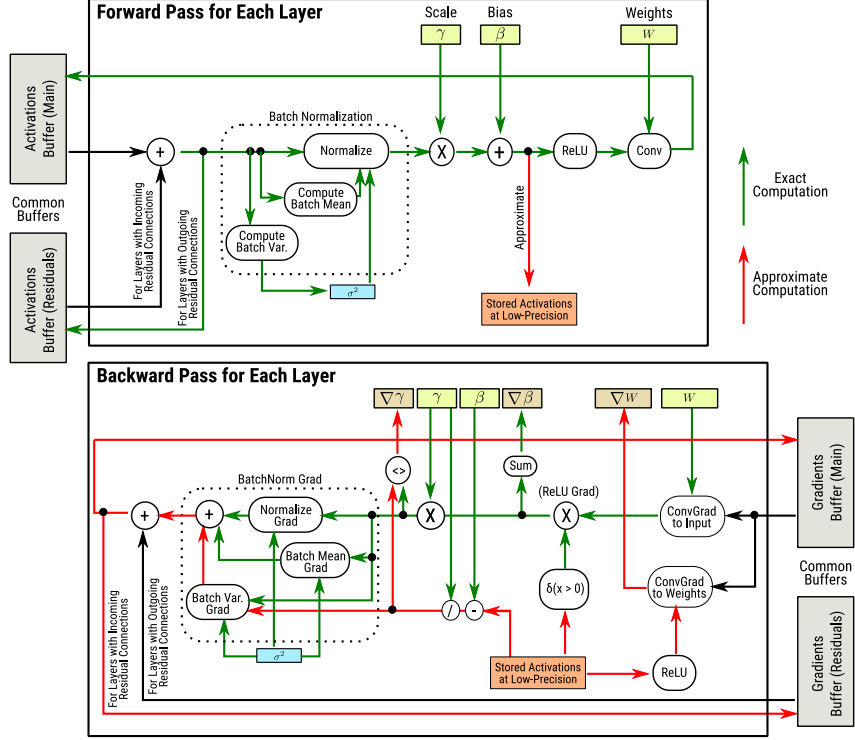 Forward Pass for Each Layer
Scale
Bias
Weights
γ
β
W
Activations
Buffer (Main)
Batch Normalization
+
Normalize
X
+
ReLU
Conv
Compute
Batch Mean
Compute
Batch Var.
σ²
Common
Buffers
For Layers with Incoming
Residual Connections
For Layers with Outgoing
Residual Connections
Approximate
Stored Activations
at Low-Precision
Activations
Buffer (Residuals)
Exact
Computation
Approximate
Computation
Backward Pass for Each Layer
∇γ
γ
β
∇β
∇W
W
Gradients
Buffer (Main)
<>
Sum
BatchNorm Grad
(ReLU Grad)
+
+
Normalize
Grad
X
X
ConvGrad
to Input
Batch Mean
Grad
Batch Var.
Grad
/
-
δ(x > 0)
ConvGrad
to Weights
Common
Buffers
σ²
Stored Activations
at Low-Precision
ReLU
For Layers with Incoming
Residual Connections
For Layers with Outgoing
Residual Connections
Gradients
Buffer (Residuals)